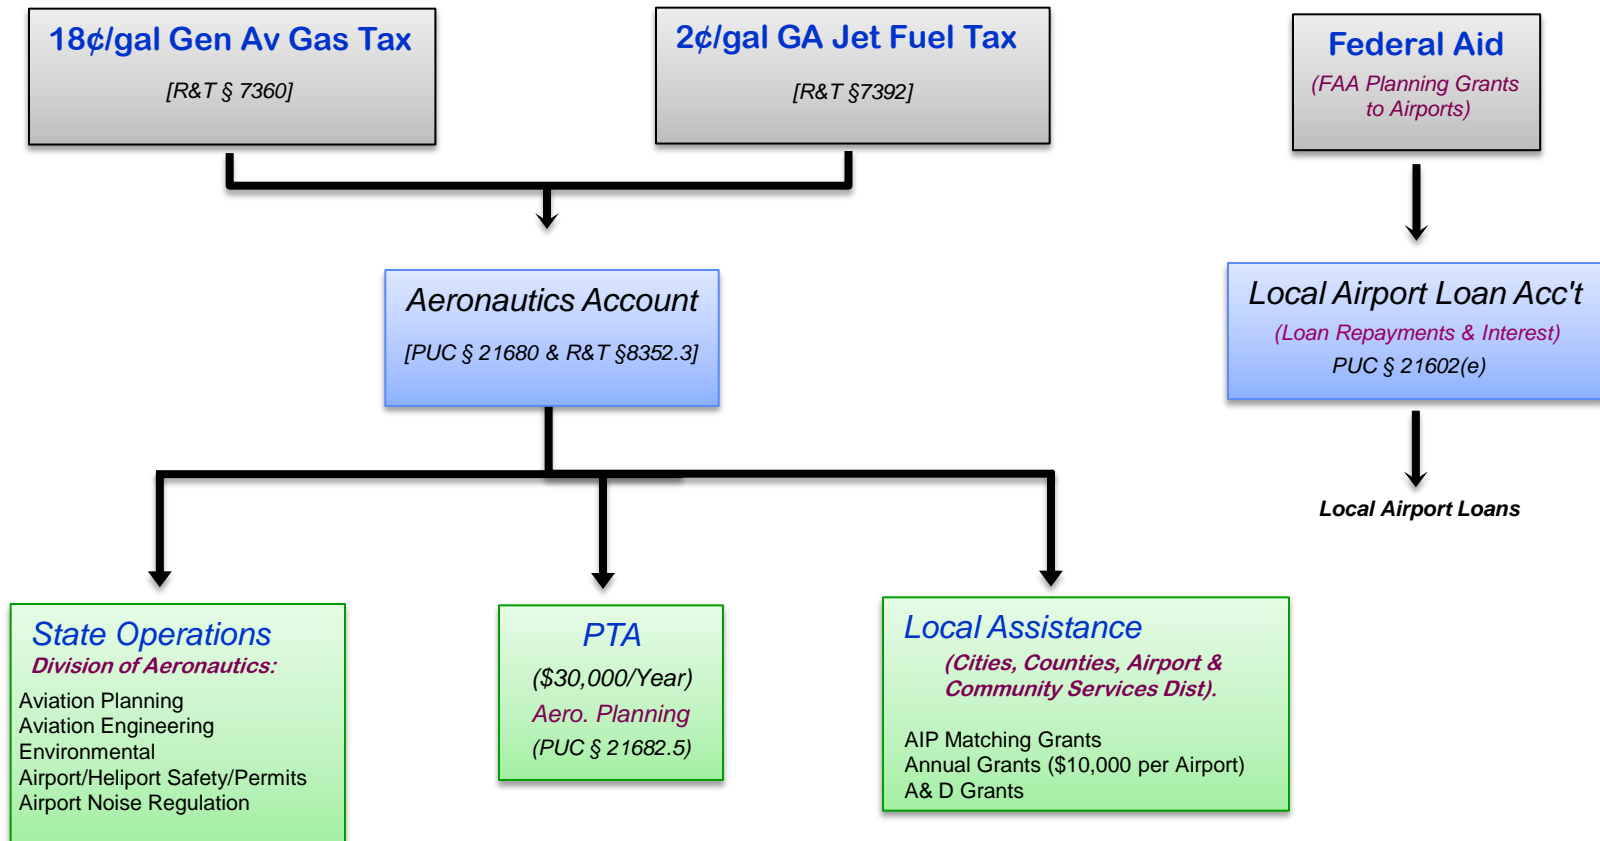 18¢/gal Gen Av Gas Tax
[R&T § 7360]
2¢/gal GA Jet Fuel Tax
[R&T §7392]
Federal Aid
(FAA Planning Grants
to Airports)
Aeronautics Account
[PUC § 21680 & R&T §8352.3]
Local Airport Loan Acc't
(Loan Repayments & Interest)
PUC § 21602(e)
Local Airport Loans
State Operations
Division of Aeronautics:
Aviation Planning
Aviation Engineering
Environmental
Airport/Heliport Safety/Permits
Airport Noise Regulation
PTA
($30,000/Year)
Aero. Planning
(PUC § 21682.5)
Local Assistance
(Cities, Counties, Airport &
Community Services Dist).
AIP Matching Grants
Annual Grants ($10,000 per Airport)
A& D Grants